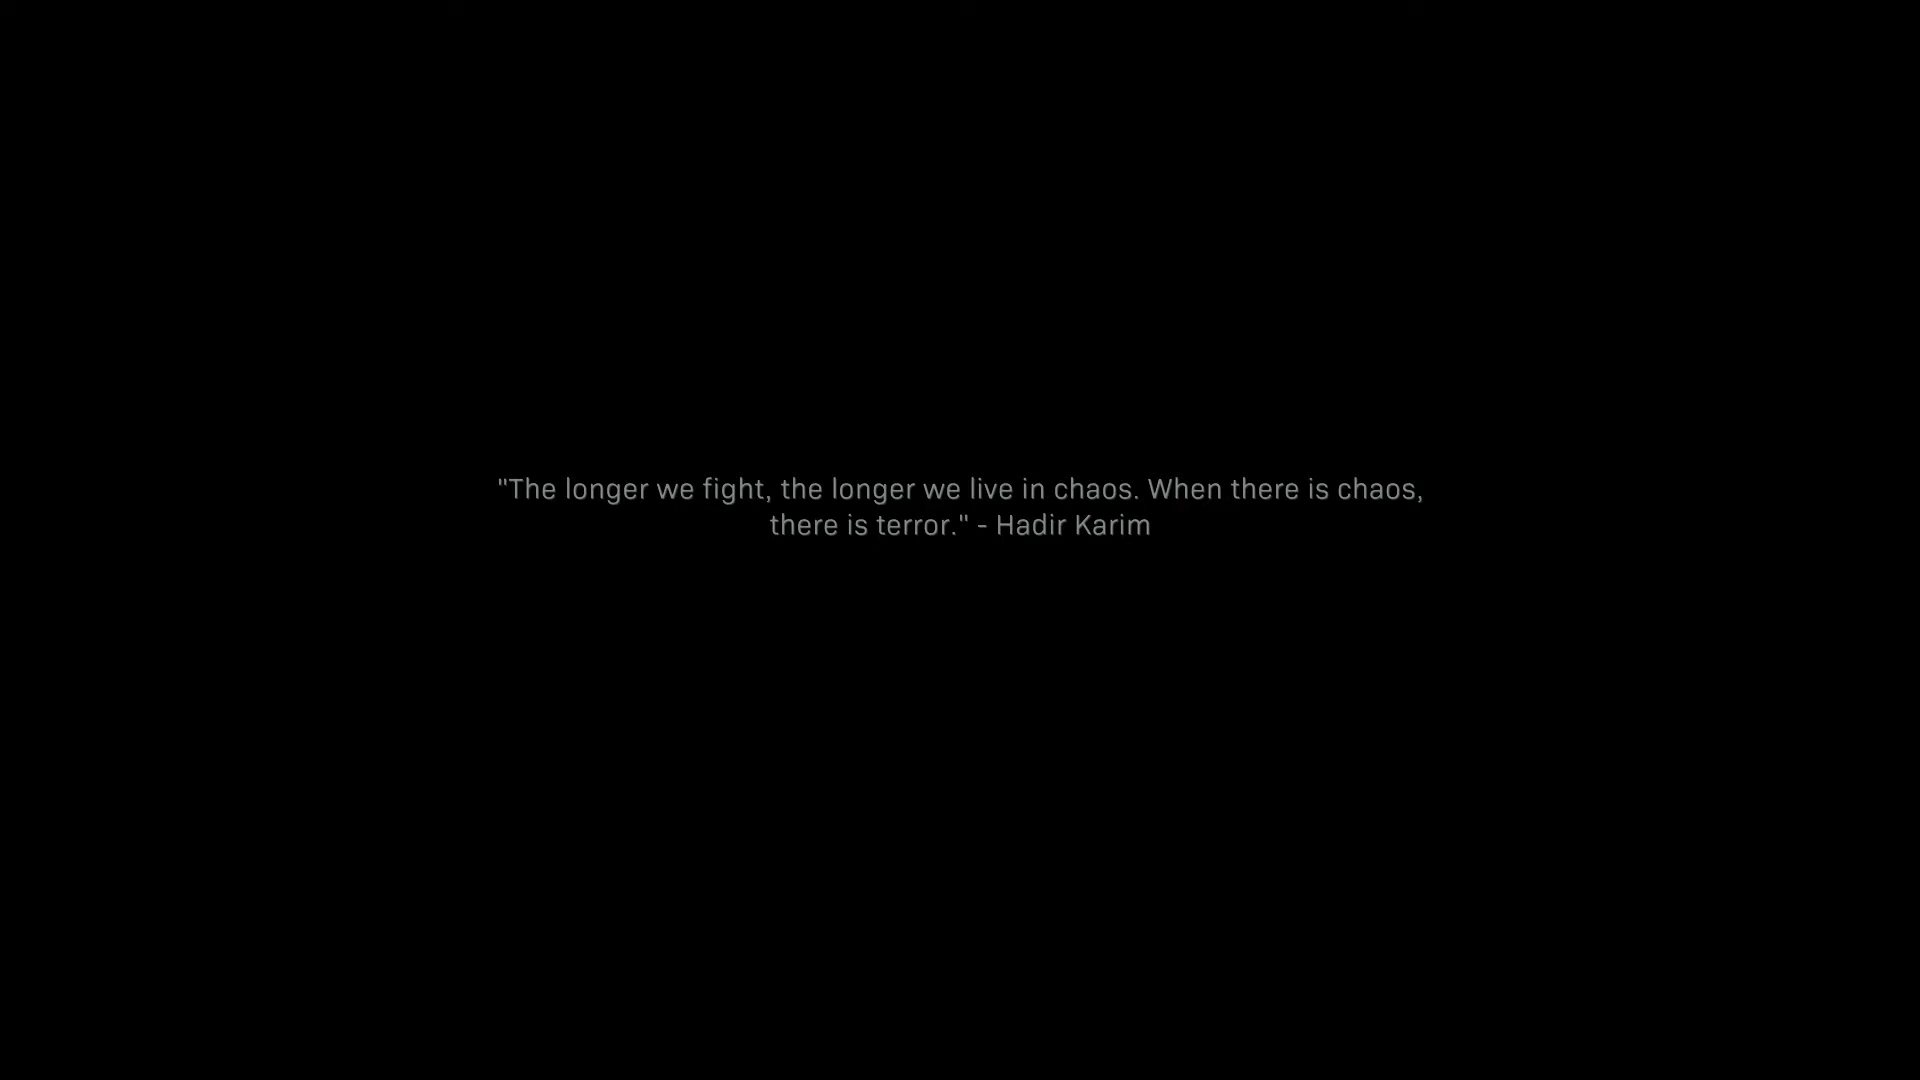 "The longer we fight, the longer we live in chaos. When there is chaos,
there is terror." - Hadir Karim